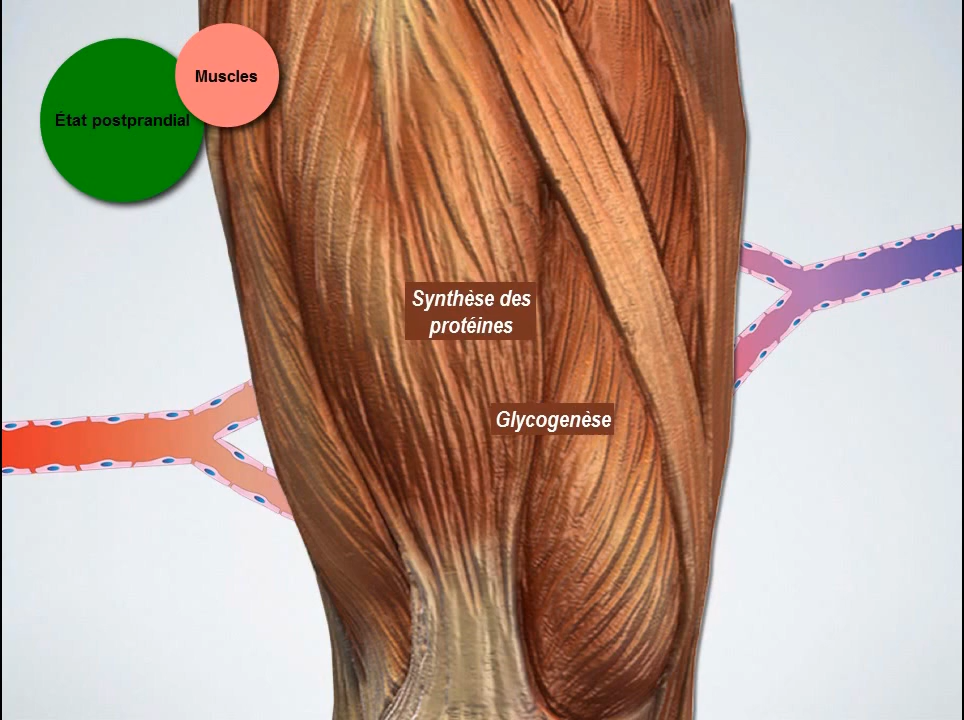 Muscles
État postprandial
Synthèse des
protéines
Glycogenèse